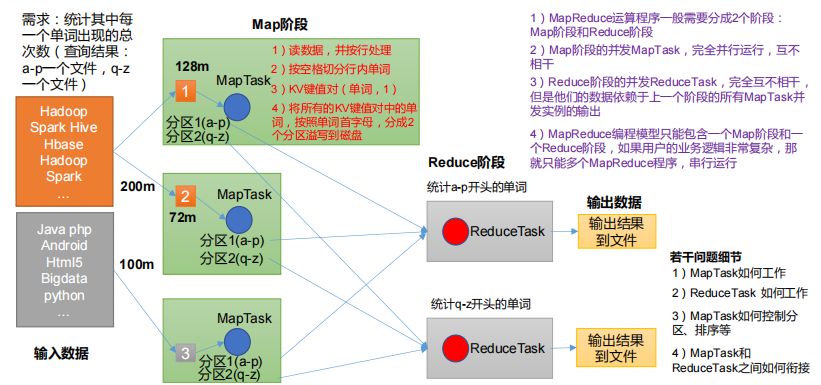 需求：统计其中每
一个单词出现的总
次数（查询结果：
a-p一个文件，q-z
一个文件）
Hadoop
Spark Hive
Hbase
Hadoop
Spark
…
200m
Java php
Android
Html5
Bigdata
python
…
100m
输入数据
Map阶段
128m
1
MapTask
分区1(a-p)
分区2(q-z)
1）读数据，并按行处理
2）按空格切分行内单词
3）KV键值对（单词，1）
4）将所有的KV键值对中的单
词，按照单词首字母，分成2
个分区溢写到磁盘
MapTask
2
72m
分区1(a-p)
分区2(q-z)
MapTask
3
分区1(a-p)
分区2(q-z)
Reduce阶段
统计a-p开头的单词
ReduceTask
统计q-z开头的单词
ReduceTask
输出数据
输出结果
到文件
输出结果
到文件
1）MapReduce运算程序一般需要分成2个阶段：
Map阶段和Reduce阶段
2）Map阶段的并发MapTask，完全并行运行，互不
相干
3）Reduce阶段的并发ReduceTask，完全互不相干，
但是他们的数据依赖于上一个阶段的所有MapTask并
发实例的输出
4）MapReduce编程模型只能包含一个Map阶段和一
个Reduce阶段，如果用户的业务逻辑非常复杂，那
就只能多个MapReduce程序，串行运行
若干问题细节
1）MapTask如何工作
2）ReduceTask 如何工作
3）MapTask如何控制分
区、排序等
4）MapTask和
ReduceTask之间如何衔接